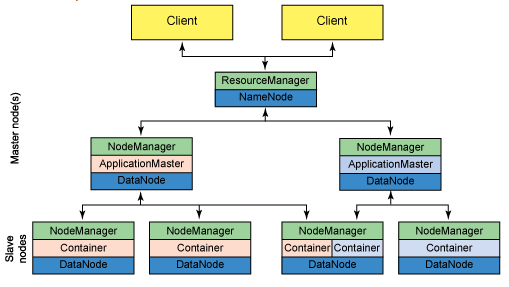 Client
Client
ResourceManager
NameNode
Master node(s)
NodeManager
ApplicationMaster
DataNode
NodeManager
ApplicationMaster
DataNode
Slave
nodes
NodeManager
Container
DataNode
NodeManager
Container
DataNode
NodeManager
Container Container
DataNode
NodeManager
Container
DataNode